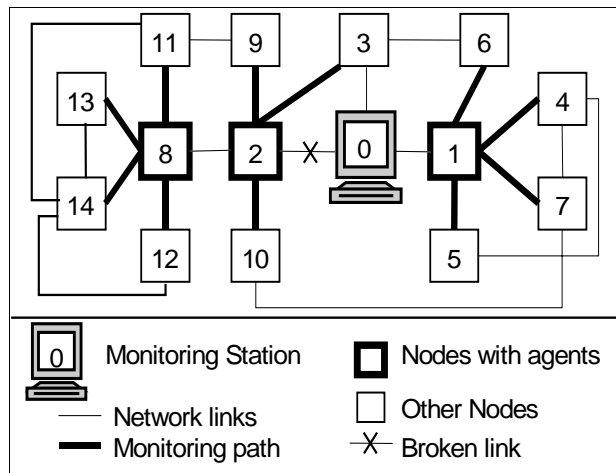 11 9 3 6
13 4
8 2 0 1
14 7
12 10 5
0 Monitoring Station Nodes with agents
Network links Other Nodes
Monitoring path Broken link